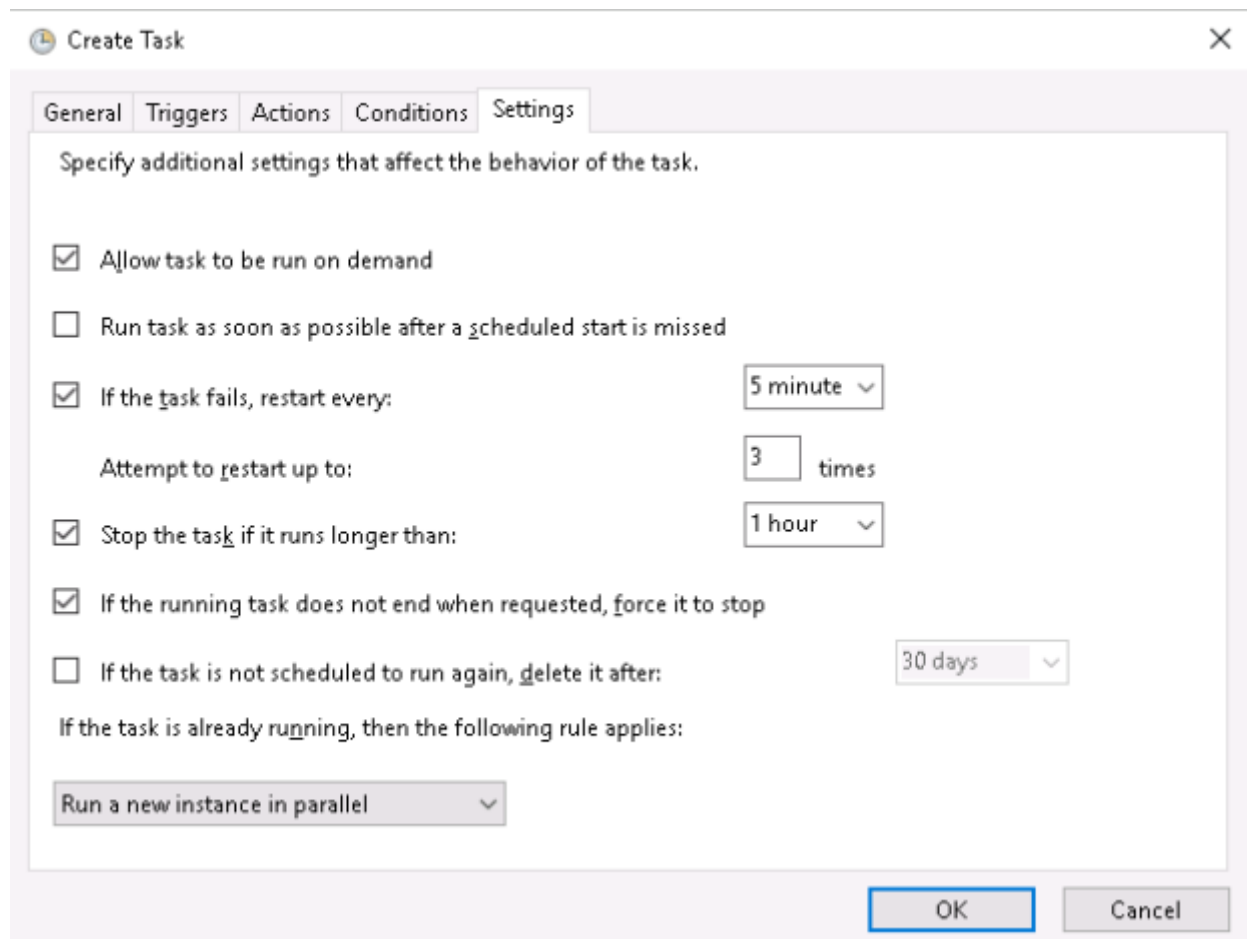 Create Task
General Triggers Actions Conditions Settings
Specify additional settings that affect the behavior of the task.
Allow task to be run on demand
Run task as soon as possible after a scheduled start is missed
If the task fails, restart every: 5 minute
Attempt to restart up to: 3 times
Stop the task if it runs longer than: 1 hour
If the running task does not end when requested, force it to stop
If the task is not scheduled to run again, delete it after: 30 days
If the task is already running, then the following rule applies:
Run a new instance in parallel
OK Cancel